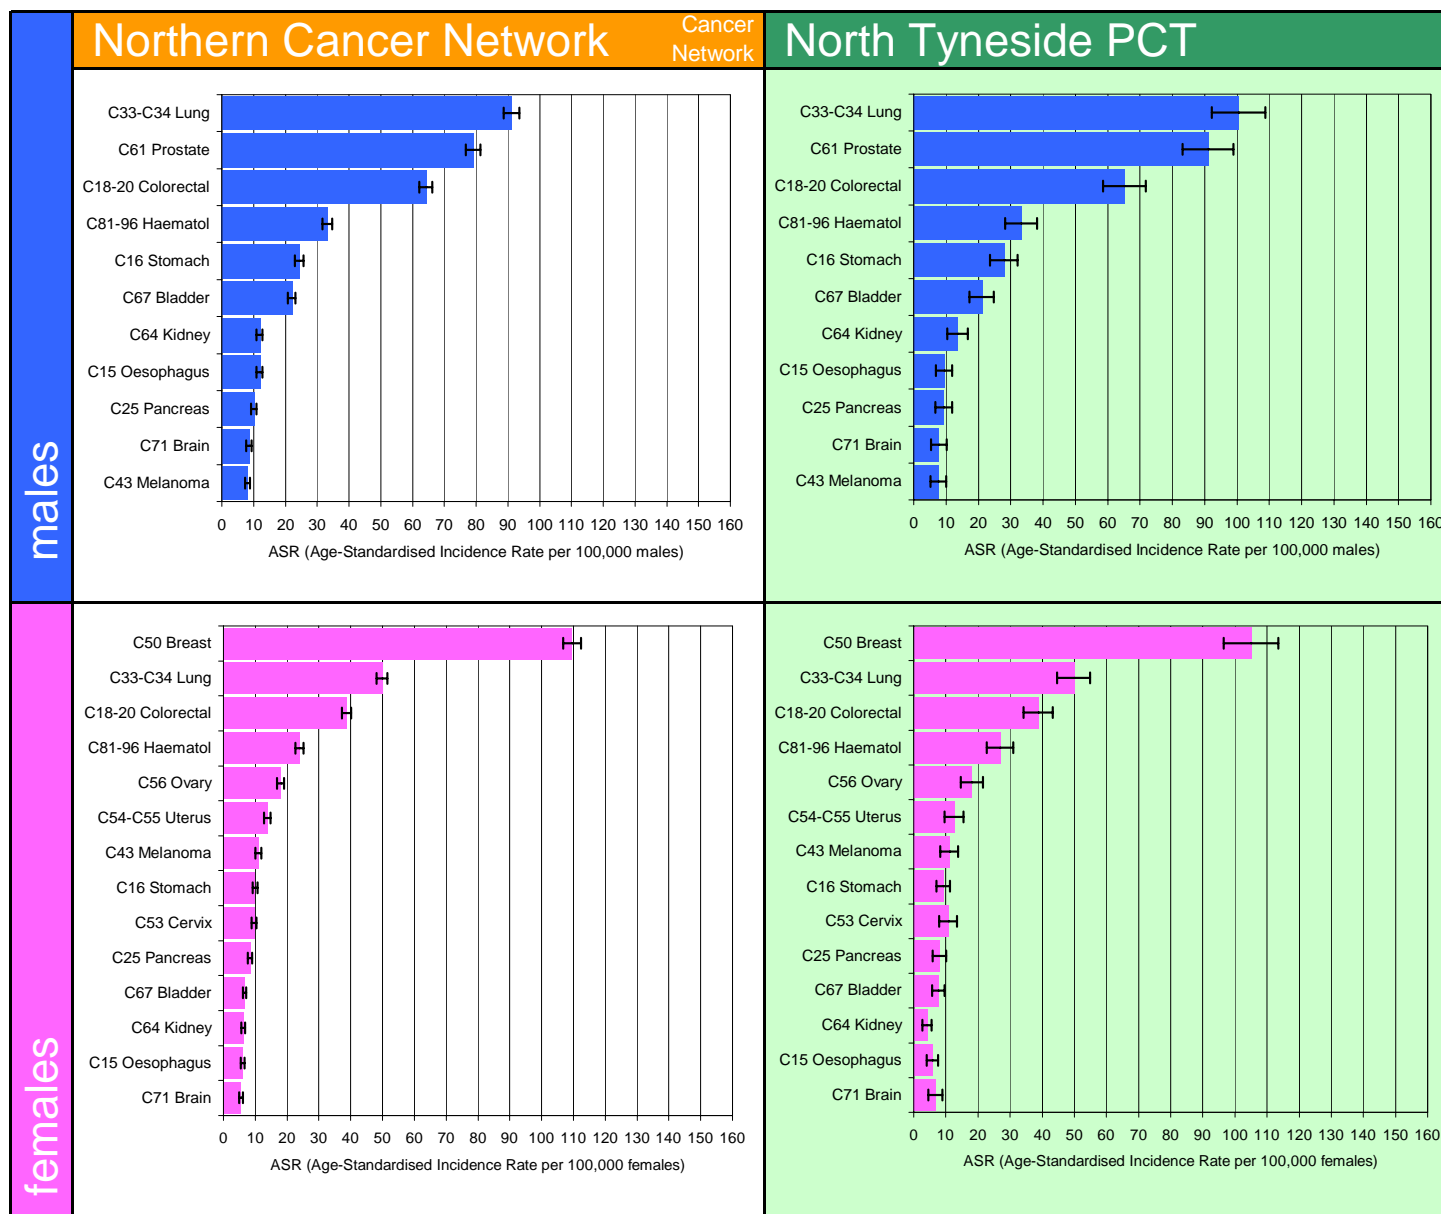 Northern Cancer Network
Cancer
Network
North Tyneside PCT
males
C33-C34 Lung
C61 Prostate
C18-20 Colorectal
C81-96 Haematol
C16 Stomach
C67 Bladder
C64 Kidney
C15 Oesophagus
C25 Pancreas
C71 Brain
C43 Melanoma
0 10 20 30 40 50 60 70 80 90 100 110 120 130 140 150 160
ASR (Age-Standardised Incidence Rate per 100,000 males)
C33-C34 Lung
C61 Prostate
C18-20 Colorectal
C81-96 Haematol
C16 Stomach
C67 Bladder
C64 Kidney
C15 Oesophagus
C25 Pancreas
C71 Brain
C43 Melanoma
0 10 20 30 40 50 60 70 80 90 100 110 120 130 140 150 160
ASR (Age-Standardised Incidence Rate per 100,000 males)
females
C50 Breast
C33-C34 Lung
C18-20 Colorectal
C81-96 Haematol
C56 Ovary
C54-C55 Uterus
C43 Melanoma
C16 Stomach
C53 Cervix
C25 Pancreas
C67 Bladder
C64 Kidney
C15 Oesophagus
C71 Brain
0 10 20 30 40 50 60 70 80 90 100 110 120 130 140 150 160
ASR (Age-Standardised Incidence Rate per 100,000 females)
C50 Breast
C33-C34 Lung
C18-20 Colorectal
C81-96 Haematol
C56 Ovary
C54-C55 Uterus
C43 Melanoma
C16 Stomach
C53 Cervix
C25 Pancreas
C67 Bladder
C64 Kidney
C15 Oesophagus
C71 Brain
0 10 20 30 40 50 60 70 80 90 100 110 120 130 140 150 160
ASR (Age-Standardised Incidence Rate per 100,000 females)